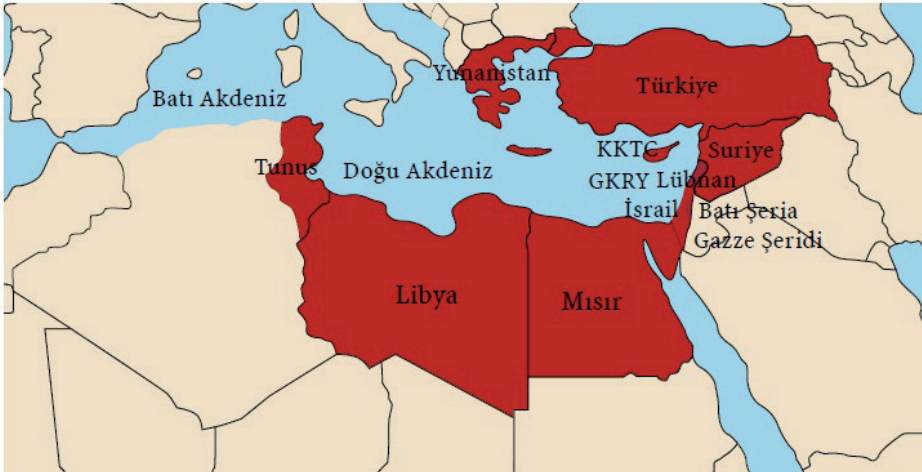 Yunanistan
Türkiye
Batı Akdeniz
KKTC
Suriye
Tunus
Doğu Akdeniz
GKRY Lübnan
İsrail
Batı Şeria
Gazze Şeridi
Libya
Mısır